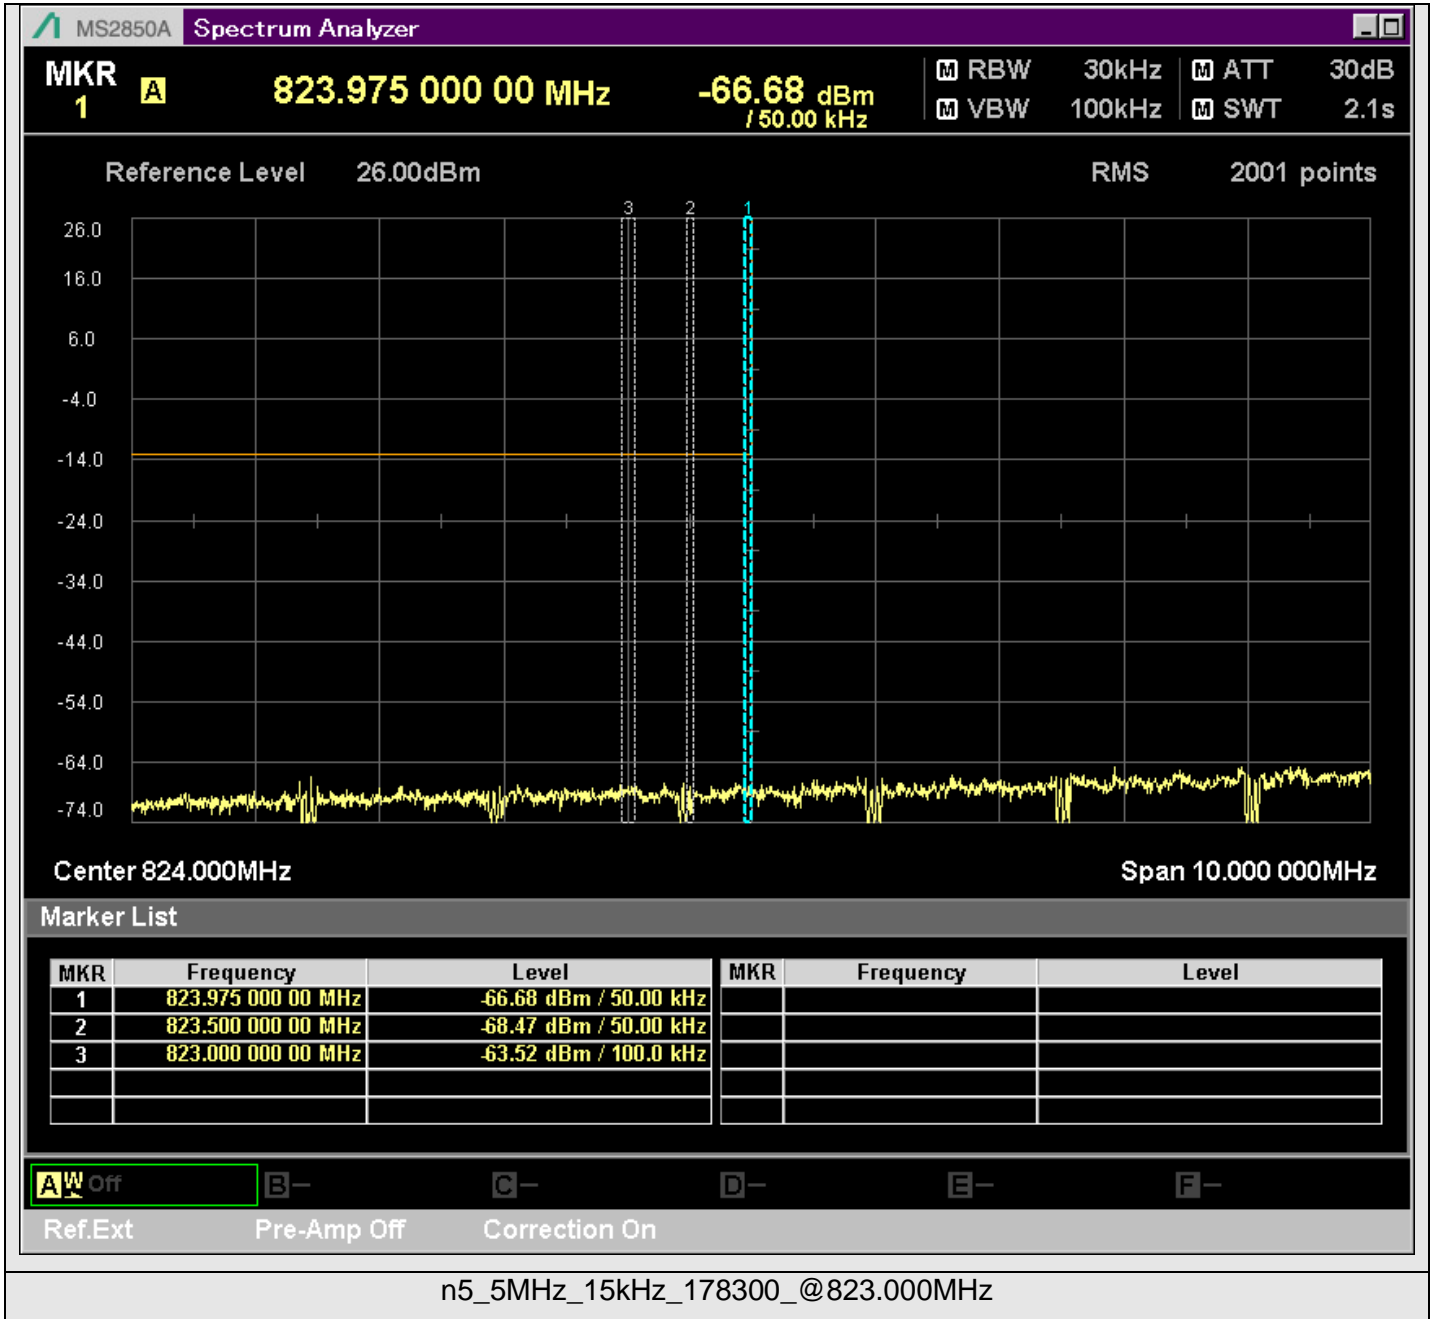 MS2850A Spectrum Analyzer
MKR 1 A 823.975 000 00 MHz -66.68 dBm / 50.00 kHz
M RBW 30kHz M ATT 30dB
M VBW 100kHz M SWT 2.1s
Reference Level 26.00dBm RMS 2001 points
3 2 1
26.0
16.0
6.0
-4.0
-14.0
-24.0
-34.0
-44.0
-54.0
-64.0
-74.0
Center 824.000MHz Span 10.000 000MHz
Marker List
MKR Frequency Level MKR Frequency Level
1 823.975 000 00 MHz -66.68 dBm / 50.00 kHz
2 823.500 000 00 MHz -68.47 dBm / 50.00 kHz
3 823.000 000 00 MHz -63.52 dBm / 100.0 kHz
A W Off B - C - D - E - F -
Ref.Ext Pre-Amp Off Correction On
n5_5MHz_15kHz_178300_@823.000MHz